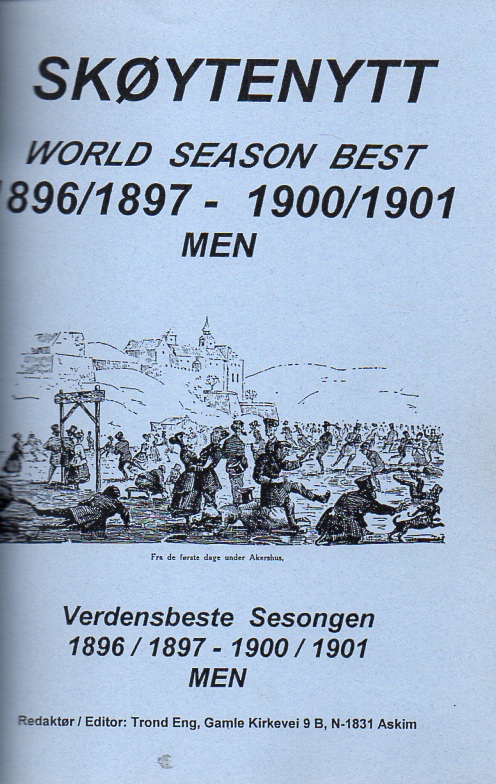 SKØYTENYTT
WORLD SEASON BEST
1896/1897 - 1900/1901
MEN
Fra de første dage under Akershus.
Verdensbeste Sesongen
1896 / 1897 - 1900 / 1901
MEN
Redaktør / Editor: Trond Eng, Gamle Kirkevei 9 B, N-1831 Askim